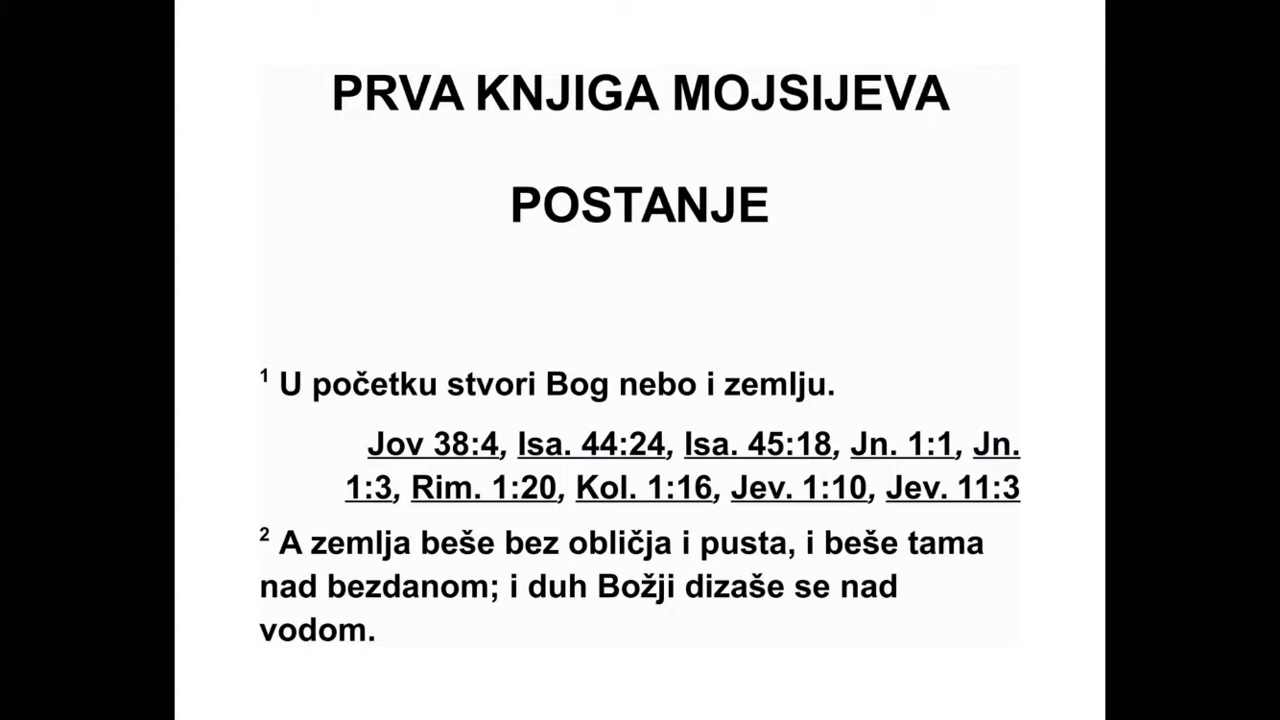 PRVA KNJIGA MOJSIJEVA
POSTANJE
1 U početku stvori Bog nebo i zemlju.
Jov 38:4, Isa. 44:24, Isa. 45:18, Jn. 1:1, Jn.
1:3, Rim. 1:20, Kol. 1:16, Jev. 1:10, Jev. 11:3
2 A zemlja beše bez obličja i pusta, i beše tama
nad bezdanom; i duh Božji dizaše se nad
vodom.